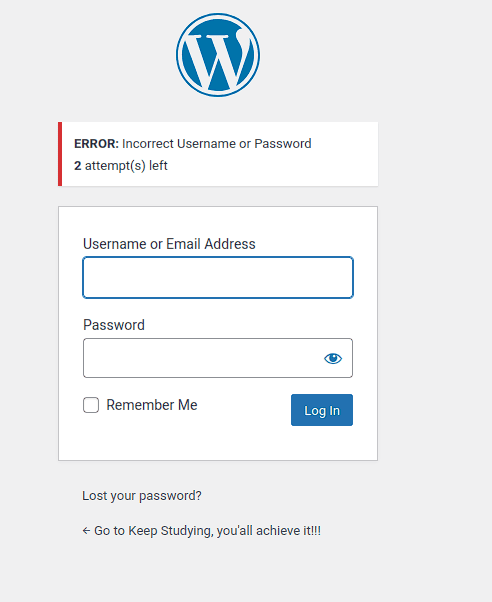 ERROR: Incorrect Username or Password
2 attempt(s) left
Username or Email Address
Password
Remember Me
Log In
Lost your password?
← Go to Keep Studying, you'all achieve it!!!